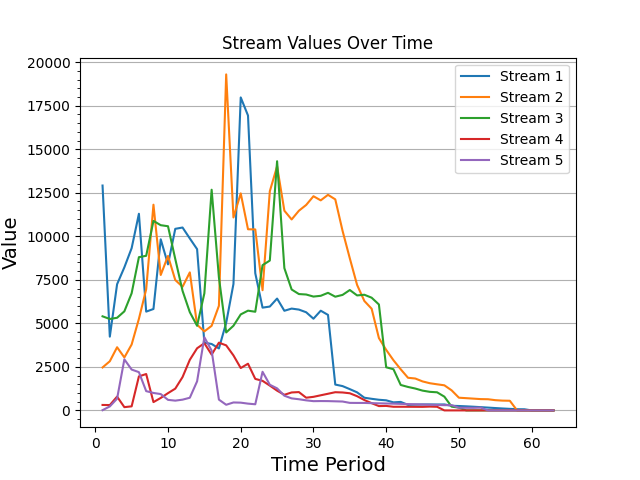 Stream Values Over Time
20000
17500
15000
12500
10000
7500
5000
2500
0
Value
Stream 1
Stream 2
Stream 3
Stream 4
Stream 5
0 10 20 30 40 50 60
Time Period